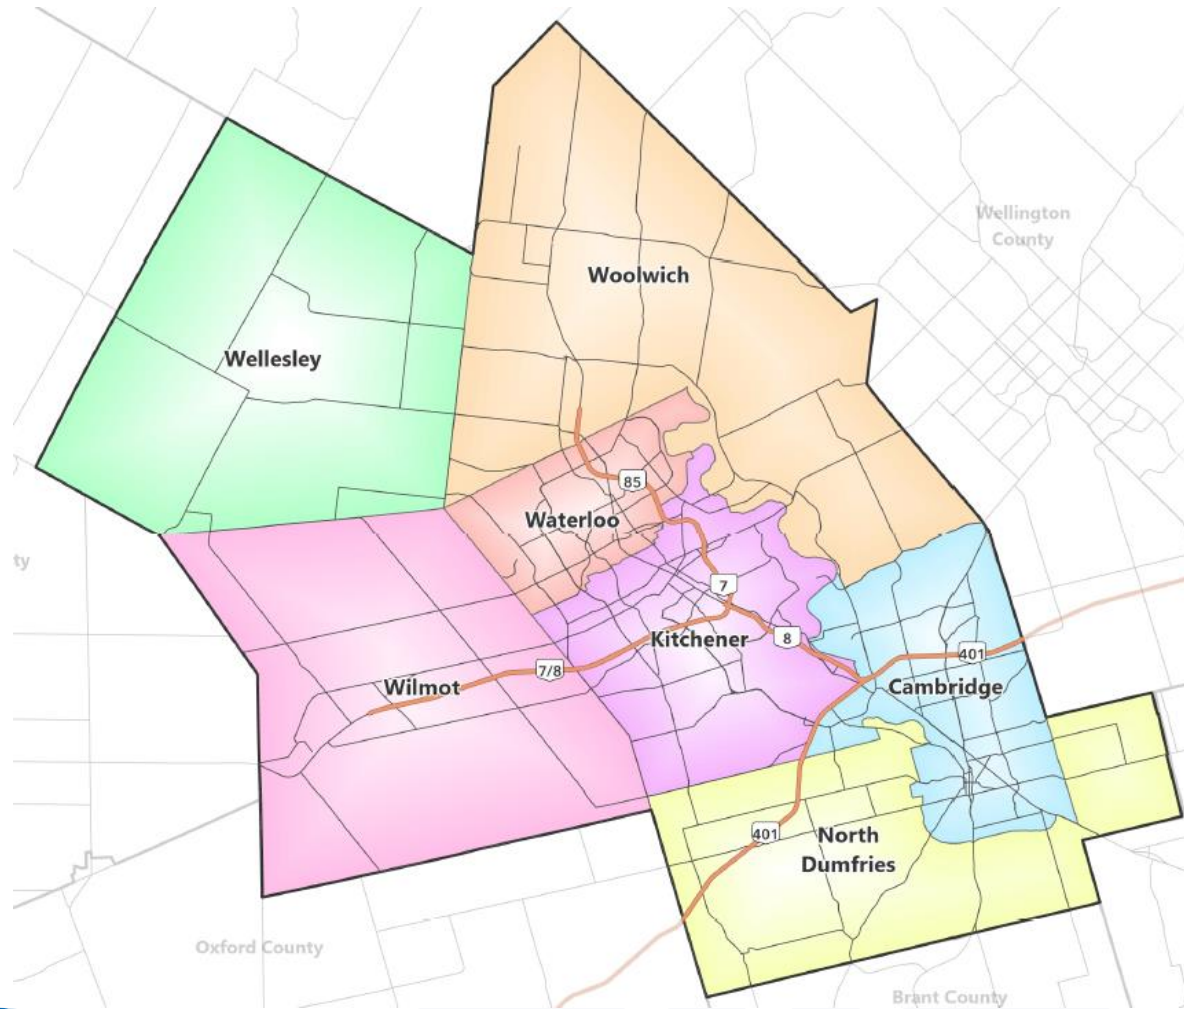 Wellington
County
Woolwich
Wellesley
85
Waterloo
ty
7
8
Kitchener
401
7/8
Wilmot
Cambridge
401
North
Dumfries
Oxford County
Brant County